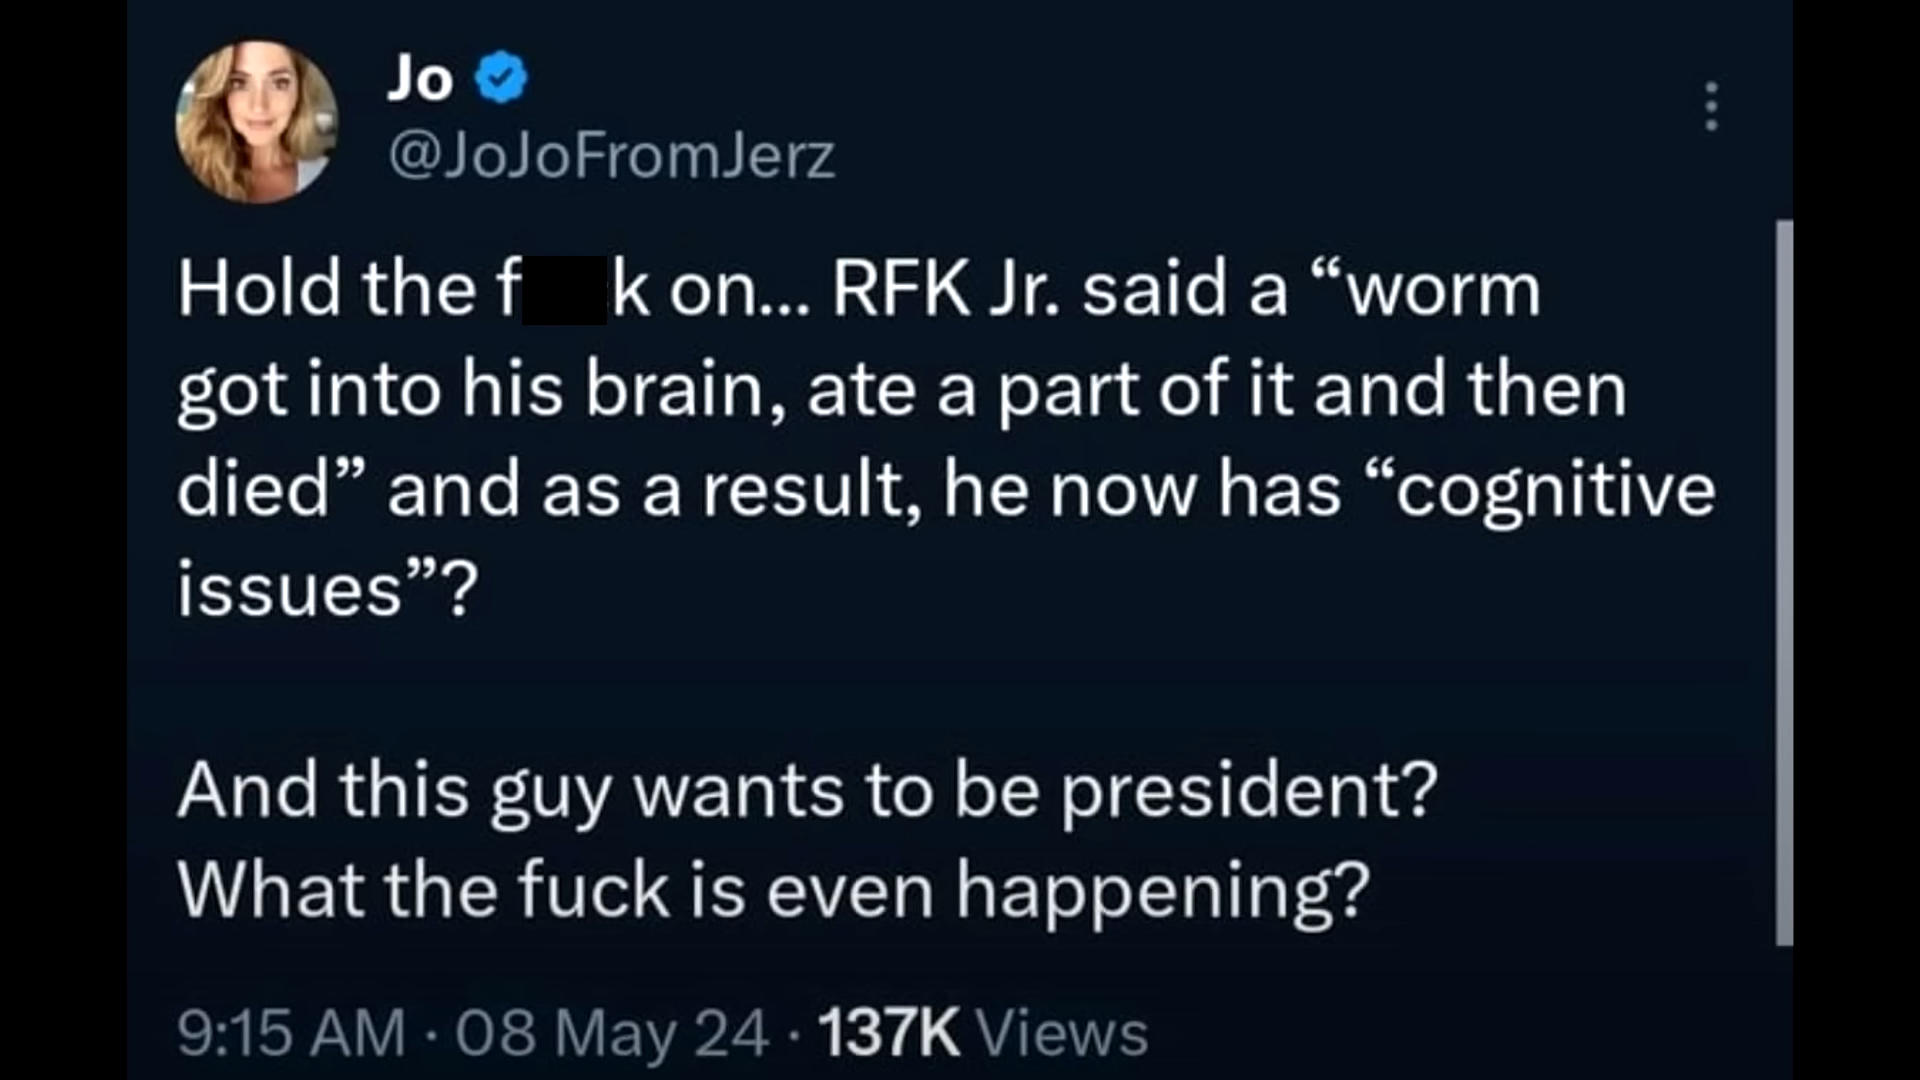 Jo
@JoJoFromJerz
Hold the f k on... RFK Jr. said a “worm
got into his brain, ate a part of it and then
died” and as a result, he now has “cognitive
issues”?
And this guy wants to be president?
What the fuck is even happening?
9:15 AM · 08 May 24 · 137K Views